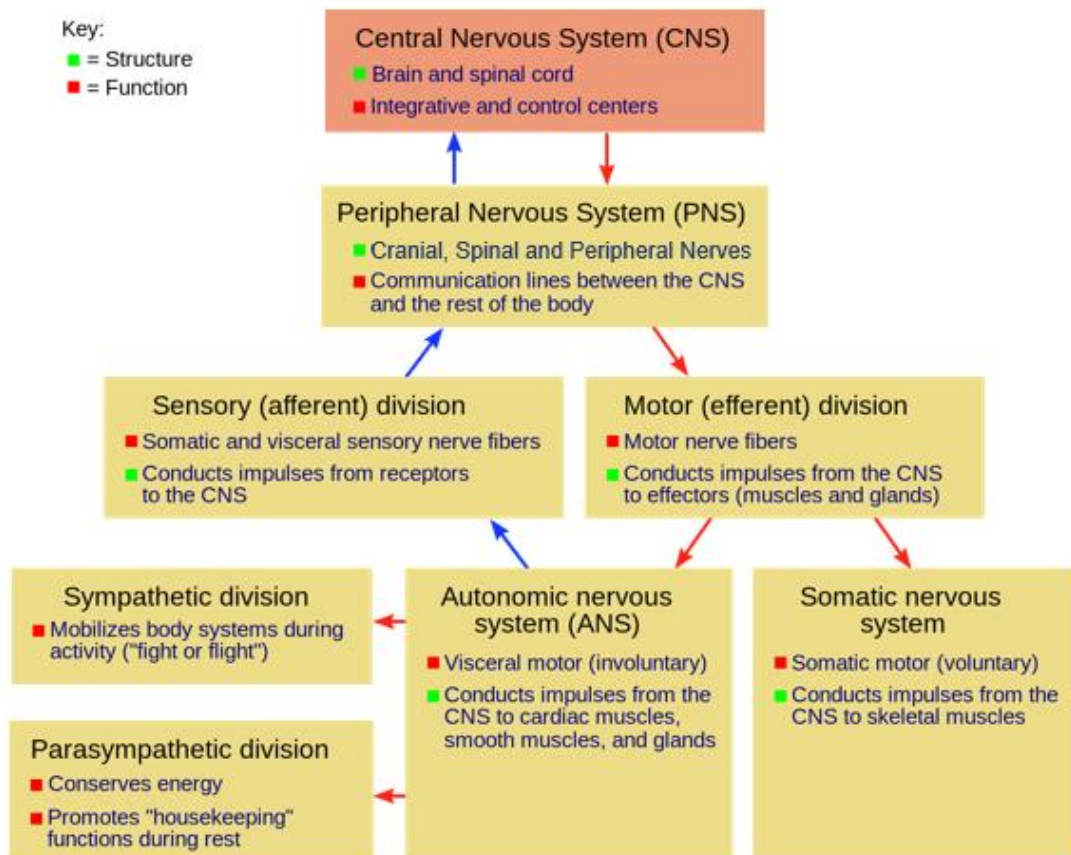 Key:
= Structure
= Function
Central Nervous System (CNS)
Brain and spinal cord
Integrative and control centers
Peripheral Nervous System (PNS)
Cranial, Spinal and Peripheral Nerves
Communication lines between the CNS
and the rest of the body
Sensory (afferent) division
Somatic and visceral sensory nerve fibers
Conducts impulses from receptors
to the CNS
Motor (efferent) division
Motor nerve fibers
Conducts impulses from the CNS
to effectors (muscles and glands)
Sympathetic division
Mobilizes body systems during
activity ("fight or flight")
Autonomic nervous
system (ANS)
Visceral motor (involuntary)
Conducts impulses from the
CNS to cardiac muscles,
smooth muscles, and glands
Somatic nervous
system
Somatic motor (voluntary)
Conducts impulses from the
CNS to skeletal muscles
Parasympathetic division
Conserves energy
Promotes "housekeeping"
functions during rest